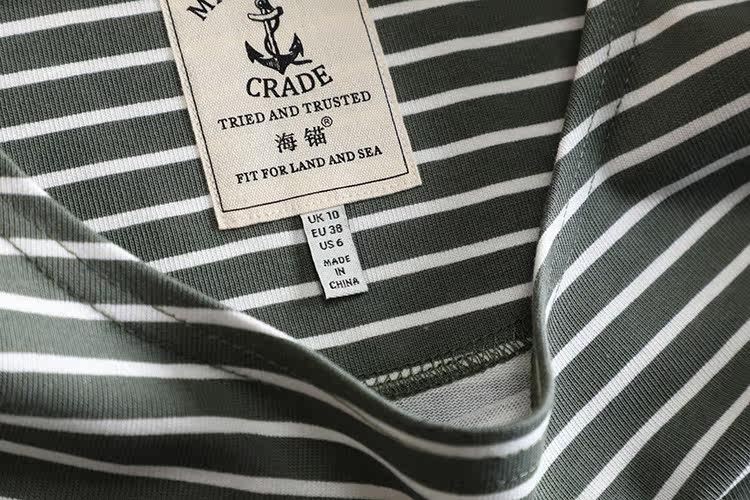 CRADE
TRIED AND TRUSTED
海锚®
FIT FOR LAND AND SEA
UK 10
EU 38
US 6
MADE
IN
CHINA